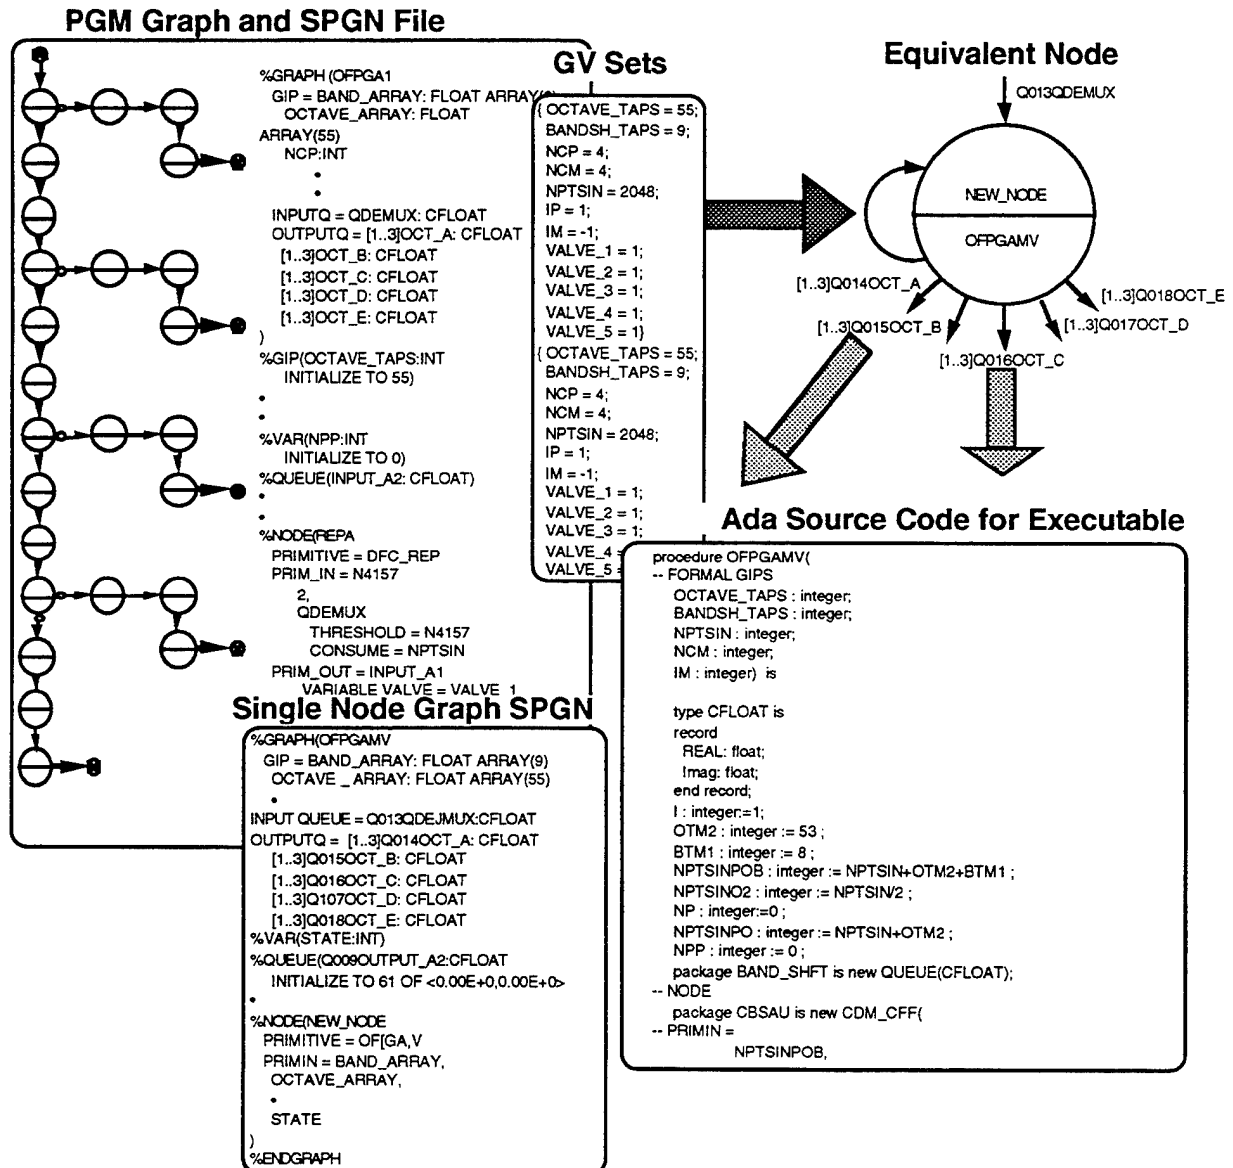 PGM Graph and SPGN File
%GRAPH (OFPGA1
GIP = BAND_ARRAY: FLOAT ARRAY(
OCTAVE_ARRAY: FLOAT
ARRAY(55)
NCP:INT
INPUTQ = QDEMUX: CFLOAT
OUTPUTQ = [1..3]OCT_A: CFLOAT
[1..3]OCT_B: CFLOAT
[1..3]OCT_C: CFLOAT
[1..3]OCT_D: CFLOAT
[1..3]OCT_E: CFLOAT
)
%GIP(OCTAVE_TAPS:INT
INITIALIZE TO 55)
%VAR(NPP:INT
INITIALIZE TO 0)
%QUEUE(INPUT_A2: CFLOAT)
%NODE(REPA
PRIMITIVE = DFC_REP
PRIM_IN = N4157
2,
QDEMUX
THRESHOLD = N4157
CONSUME = NPTSIN
PRIM_OUT = INPUT_A1
VARIABLE VALVE = VALVE_1
GV Sets
{ OCTAVE_TAPS = 55;
BANDSH_TAPS = 9;
NCP = 4;
NCM = 4;
NPTSIN = 2048;
IP = 1;
IM = -1;
VALVE_1 = 1;
VALVE_2 = 1;
VALVE_3 = 1;
VALVE_4 = 1;
VALVE_5 = 1}
{ OCTAVE_TAPS = 55;
BANDSH_TAPS = 9;
NCP = 4;
NCM = 4;
NPTSIN = 2048;
IP = 1;
IM = -1;
VALVE_1 = 1;
VALVE_2 = 1;
VALVE_3 = 1;
VALVE_4 =
VALVE_5 =
Equivalent Node
Q013QDEMUX
NEW_NODE
OFPGAMV
[1..3]Q014OCT_A
[1..3]Q015OCT_B
[1..3]Q016OCT_C
[1..3]Q017OCT_D
[1..3]Q018OCT_E
Single Node Graph SPGN
%GRAPH(OFPGAMV
GIP = BAND_ARRAY: FLOAT ARRAY(9)
OCTAVE _ ARRAY: FLOAT ARRAY(55)
INPUT QUEUE = Q013QDEJMUX:CFLOAT
OUTPUTQ = [1..3]Q014OCT_A: CFLOAT
[1..3]Q015OCT_B: CFLOAT
[1..3]Q016OCT_C: CFLOAT
[1..3]Q107OCT_D: CFLOAT
[1..3]Q018OCT_E: CFLOAT
%VAR(STATE:INT)
%QUEUE(Q009OUTPUT_A2:CFLOAT
INITIALIZE TO 61 OF <0.00E+0,0.00E+0>
%NODE(NEW_NODE
PRIMITIVE = OF[GA,V
PRIMIN = BAND_ARRAY,
OCTAVE_ARRAY,
STATE
)
%ENDGRAPH
Ada Source Code for Executable
procedure OFPGAMV(
-- FORMAL GIPS
OCTAVE_TAPS : integer;
BANDSH_TAPS : integer;
NPTSIN : integer;
NCM : integer;
IM : integer) is
type CFLOAT is
record
REAL: float;
Imag: float;
end record;
I : integer:=1;
OTM2 : integer := 53 ;
BTM1 : integer := 8 ;
NPTSINPOB : integer := NPTSIN+OTM2+BTM1 ;
NPTSINO2 : integer := NPTSIN/2 ;
NP : integer:=0 ;
NPTSINPO : integer := NPTSIN+OTM2 ;
NPP : integer := 0 ;
package BAND_SHFT is new QUEUE(CFLOAT);
-- NODE
package CBSAU is new CDM_CFF(
-- PRIMIN =
NPTSINPOB,